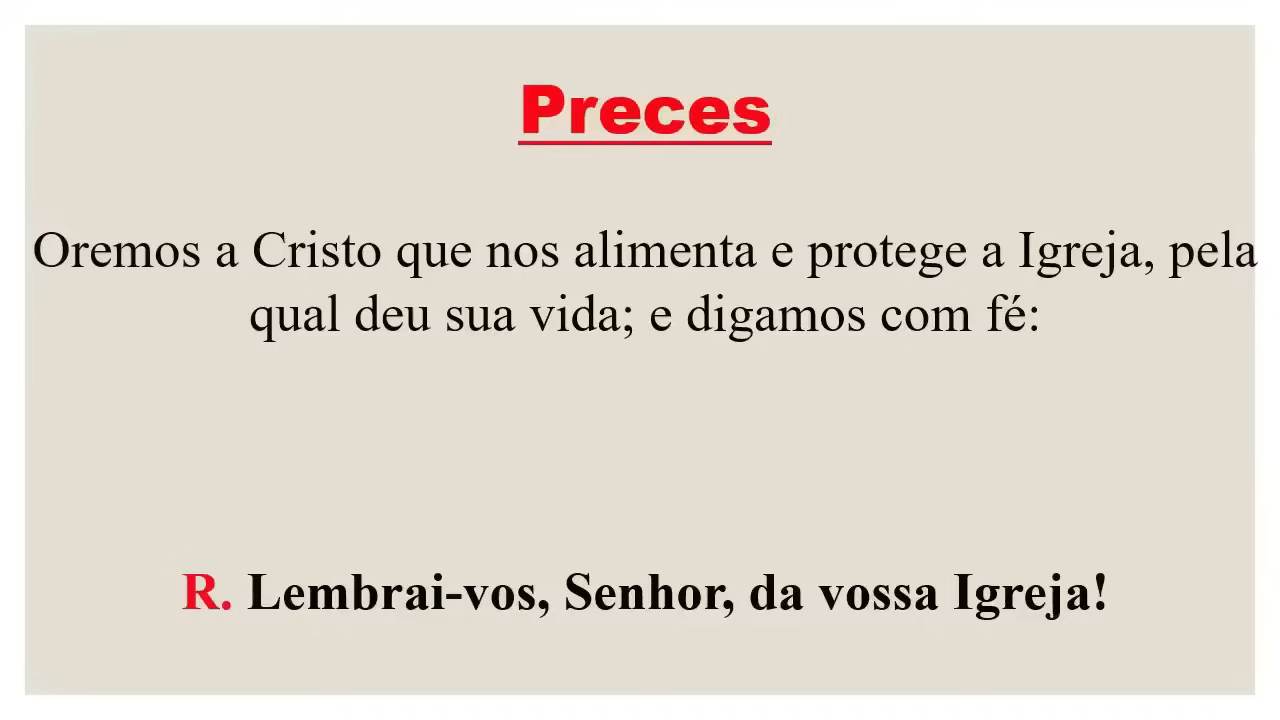 Preces
Oremos a Cristo que nos alimenta e protege a Igreja, pela
qual deu sua vida; e digamos com fé:
R. Lembrai-vos, Senhor, da vossa Igreja!